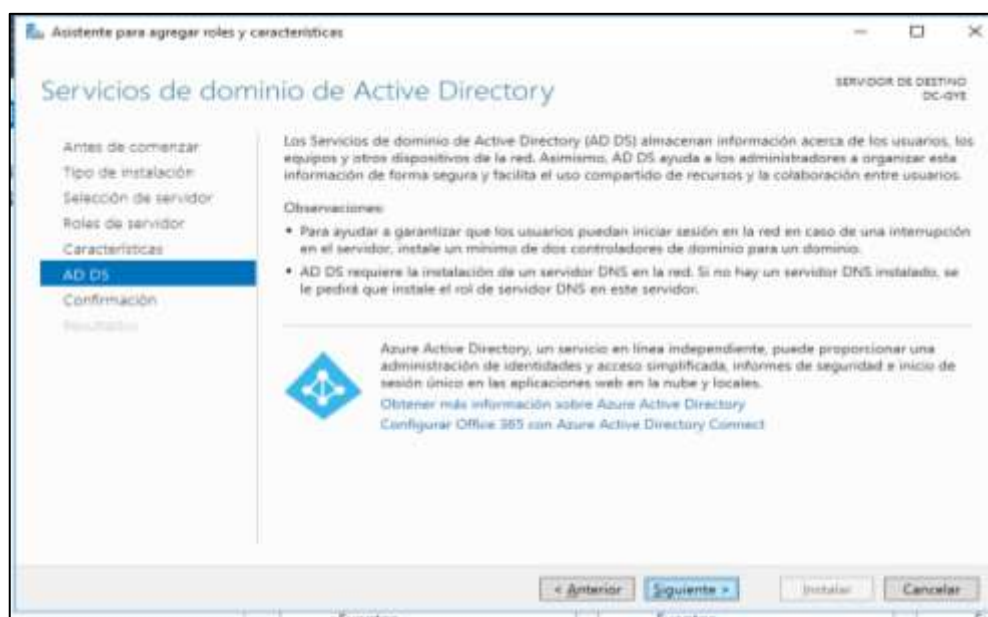 Asistente para agregar roles y características
Servicios de dominio de Active Directory
SERVIDOR DE DESTINO
DC-GYE
Antes de comenzar
Tipo de instalación
Selección de servidor
Roles de servidor
Características
AD DS
Confirmación
Resultados
Los Servicios de dominio de Active Directory (AD DS) almacenan información acerca de los usuarios, los
equipos y otros dispositivos de la red. Asimismo, AD DS ayuda a los administradores a organizar esta
información de forma segura y facilita el uso compartido de recursos y la colaboración entre usuarios.
Observaciones:
• Para ayudar a garantizar que los usuarios puedan iniciar sesión en la red en caso de una interrupción
en el servidor, instale un mínimo de dos controladores de dominio para un dominio.
• AD DS requiere la instalación de un servidor DNS en la red. Si no hay un servidor DNS instalado, se
le pedirá que instale el rol de servidor DNS en este servidor.
Azure Active Directory, un servicio en línea independiente, puede proporcionar una
administración de identidades y acceso simplificada, informes de seguridad e inicio de
sesión único en las aplicaciones web en la nube y locales.
Obtener más información sobre Azure Active Directory
Configurar Office 365 con Azure Active Directory Connect
< Anterior
Siguiente >
Instalar
Cancelar